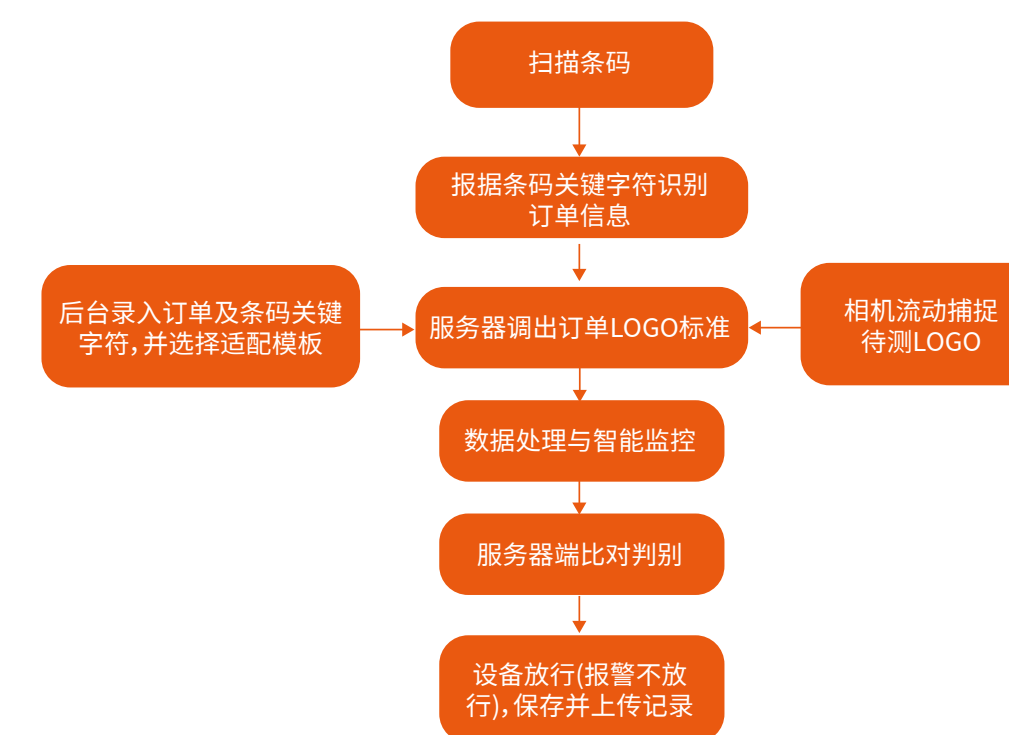 扫描条码
报据条码关键字符识别
订单信息
后台录入订单及条码关键
字符,并选择适配模板
服务器调出订单LOGO标准
相机流动捕捉
待测LOGO
数据处理与智能监控
服务器端比对判别
设备放行(报警不放
行),保存并上传记录